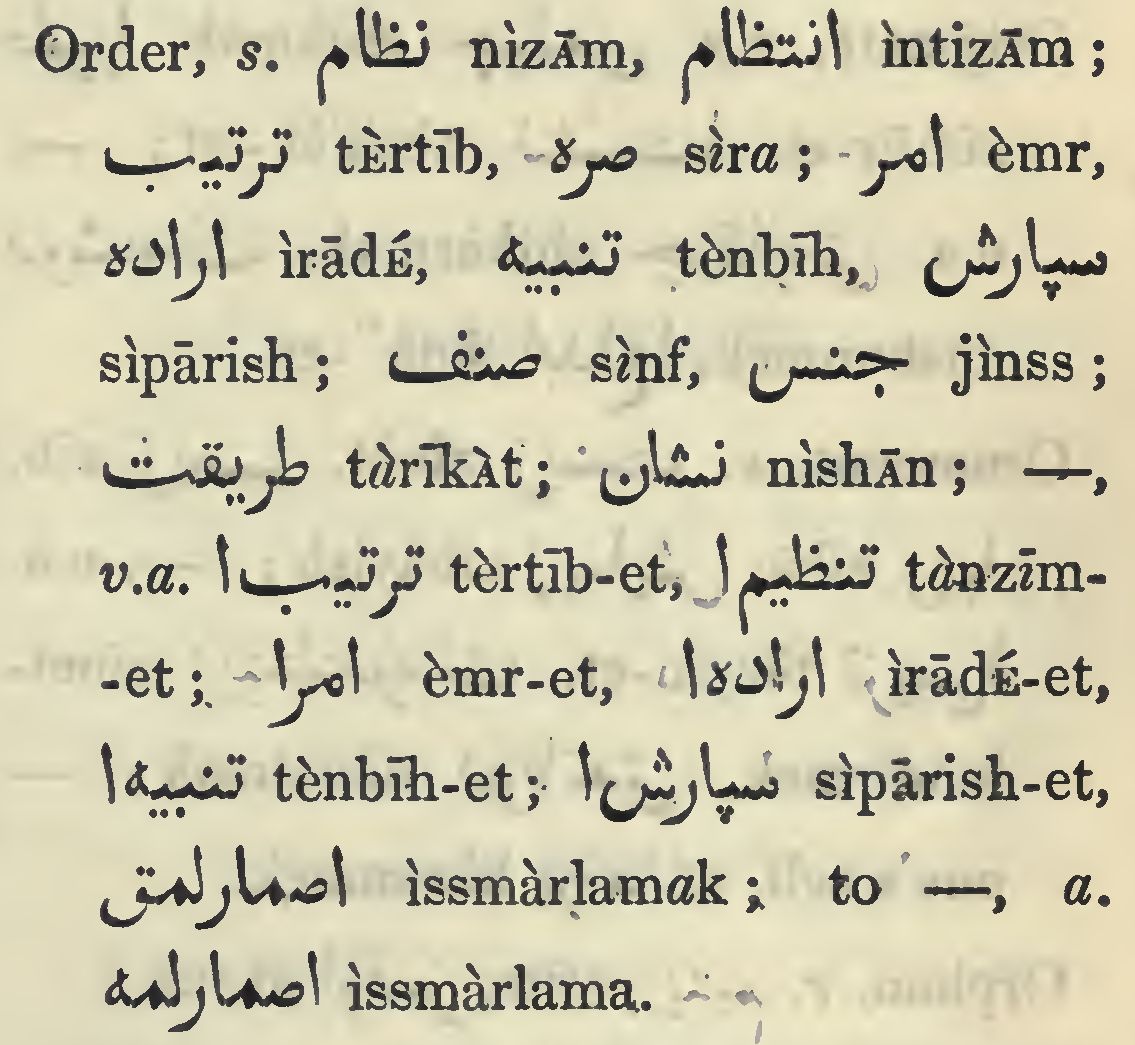 Order, s. نظام nìzām, انتظام ìntizām ;
ترتيب tèrtīb, صره sìra ; امر èmr,
اراده ìrādé, تنبيه tènbīh, سپارش
sìpārish ; صنف sìnf, جنس jìnss ;
طريقت tàrīkàt ; نشان nìshān ; —,
v.a. ترتيب ا tèrtīb-et, تنظيم ا tànzīm-
-et ; امر ا èmr-et, اراده ا ìrādé-et,
تنبيه ا tènbīh-et ; سپارش ا sìpārish-et,
اصمارلمق ìssmàrlamak ; to —, a.
اصمارلمه ìssmàrlama.